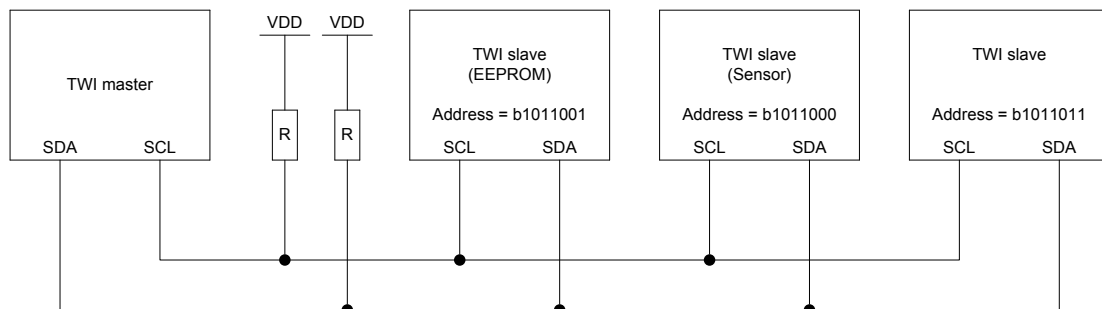 TWI master
SDA SCL
VDD VDD
R R
TWI slave
(EEPROM)
Address = b1011001
SCL SDA
TWI slave
(Sensor)
Address = b1011000
SCL SDA
TWI slave
Address = b1011011
SCL SDA